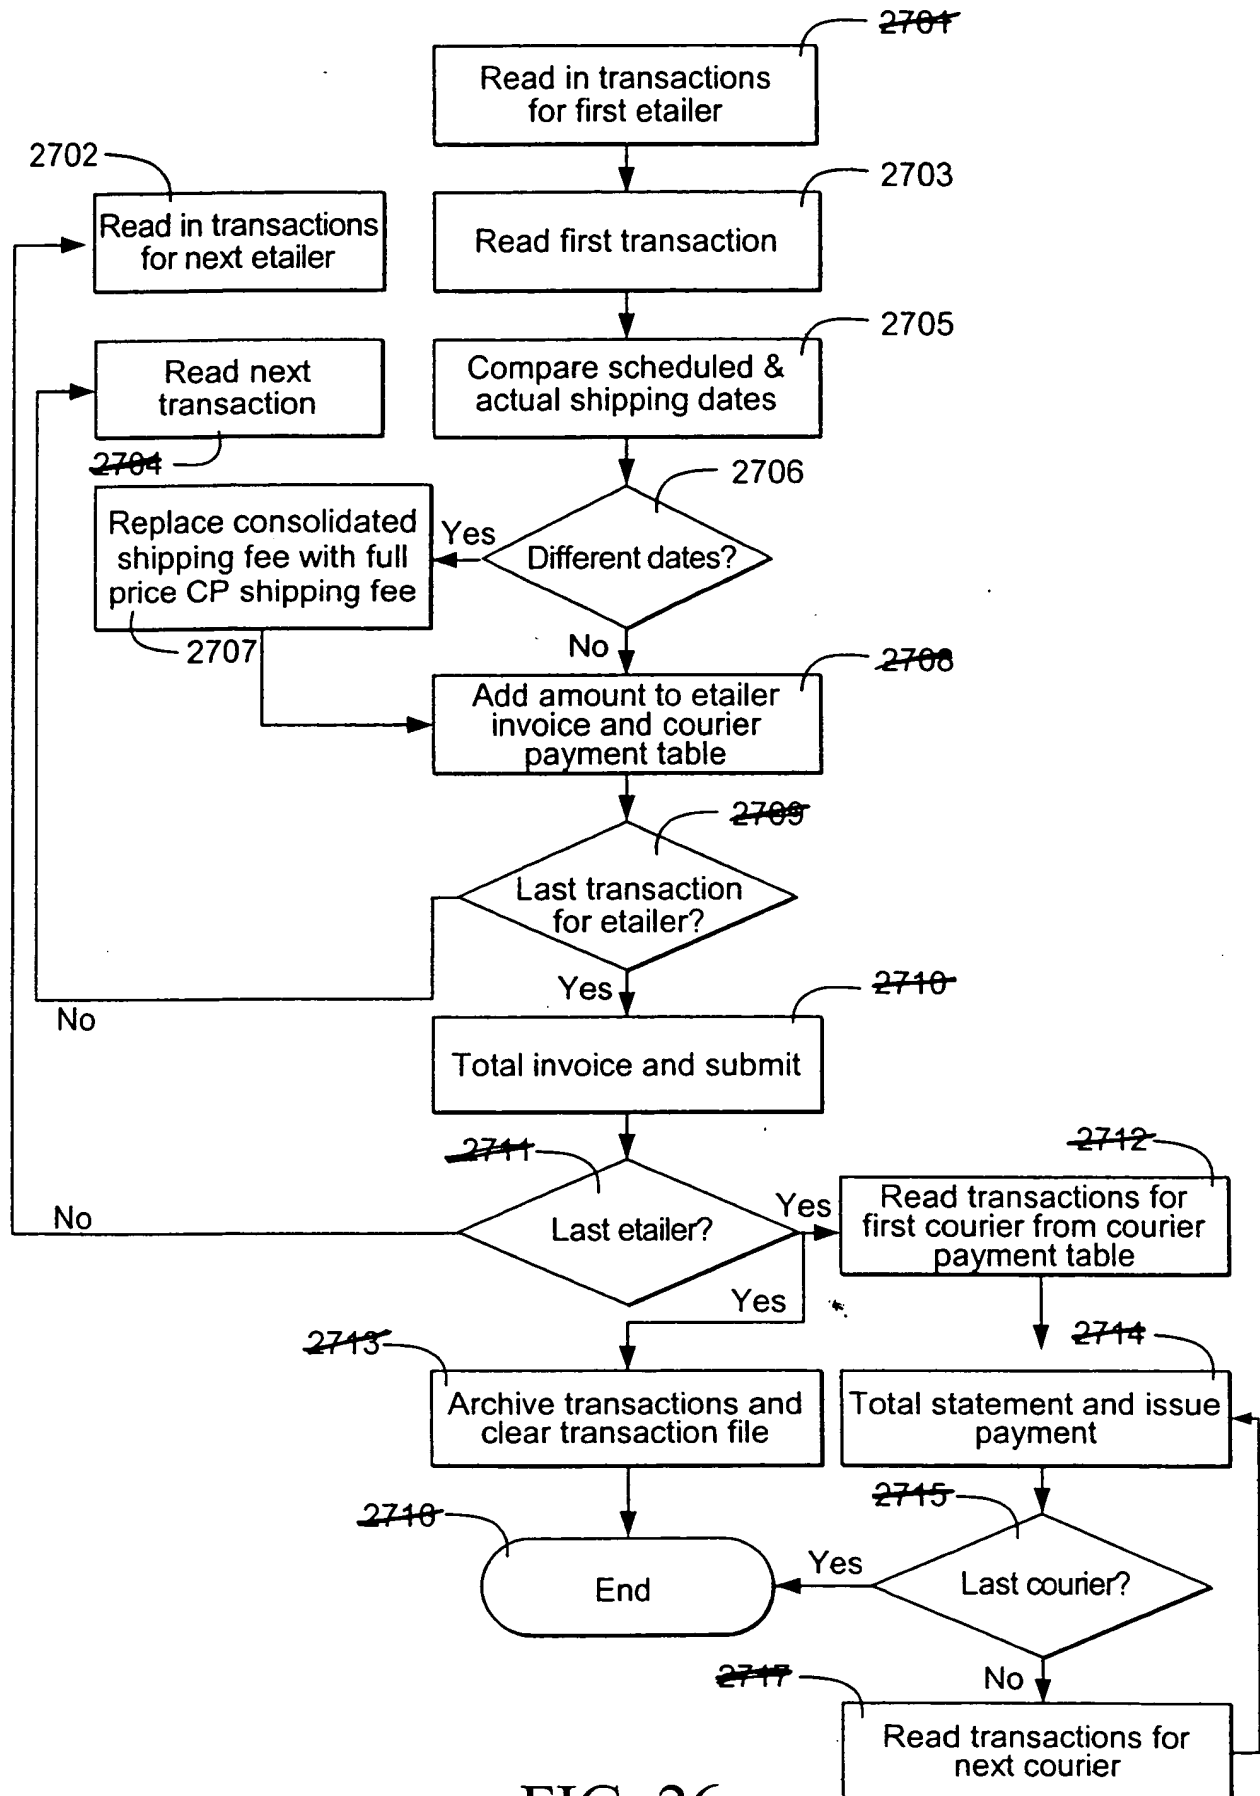 2701
Read in transactions
for first etailer
2702
Read in transactions
for next etailer
2703
Read first transaction
2705
Compare scheduled &
actual shipping dates
Read next
transaction
2704
2706
Different dates?
Yes
Replace consolidated
shipping fee with full
price CP shipping fee
2707
No
2708
Add amount to etailer
invoice and courier
payment table
2709
Last transaction
for etailer?
Yes
No
2710
Total invoice and submit
2711
Last etailer?
No
Yes
Yes
2712
Read transactions for
first courier from courier
payment table
2713
Archive transactions and
clear transaction file
2714
Total statement and issue
payment
2715
Last courier?
Yes
No
2716
End
2717
Read transactions for
next courier
FIG. 26